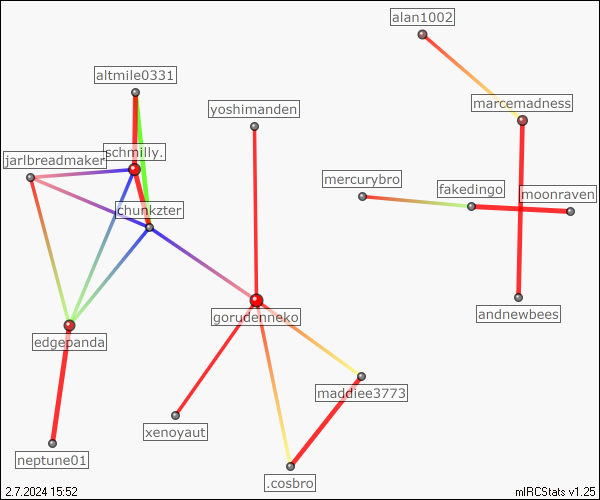 alan1002
altmile0331
marcemadness
yoshimanden
schmilly.
jarlbreadmaker
mercurybro
fakedingo
moonraven
chunkzter
andnewbees
gorudenneko
edgepanda
maddiee3773
xenoyaut
neptune01
.cosbro
2.7.2024 15:52
mIRCStats v1.25